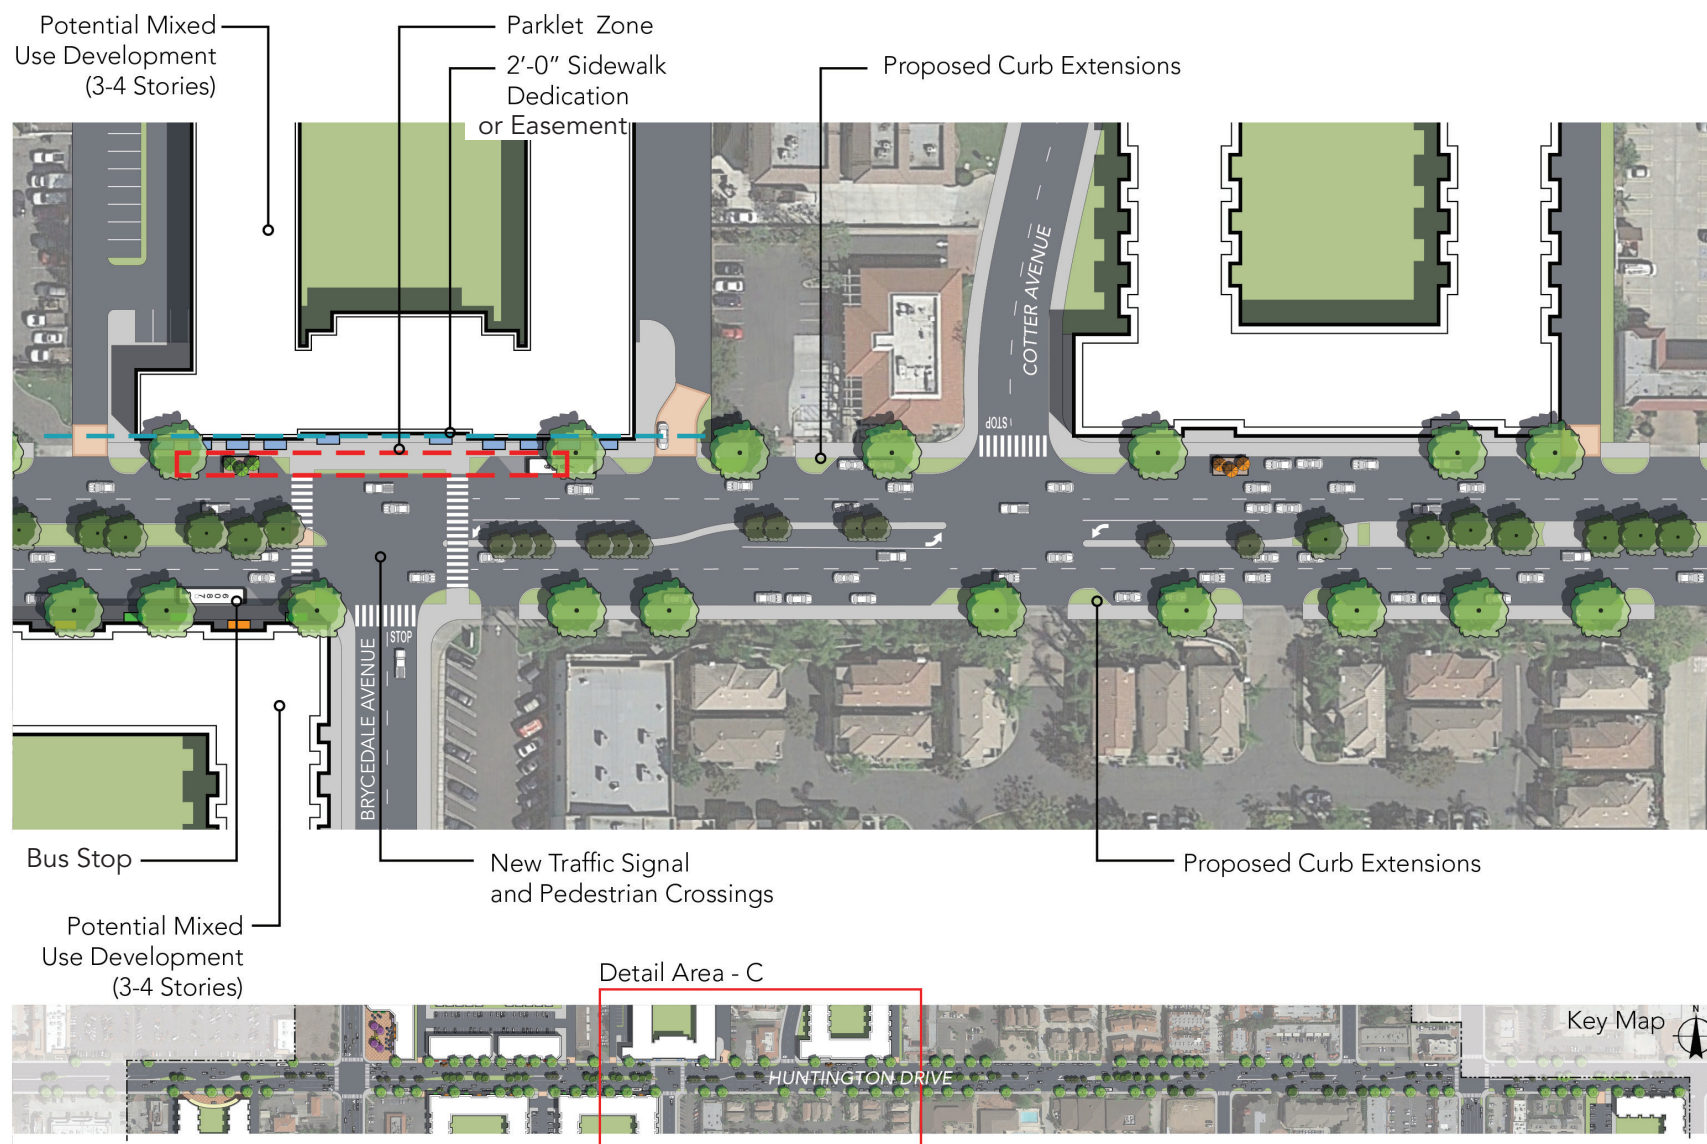 Potential Mixed
Use Development
(3-4 Stories)
Parklet Zone
2'-0" Sidewalk
Dedication
or Easement
Proposed Curb Extensions
COTTER AVENUE
STOP
6087
STOP
BRYCEDALE AVENUE
Bus Stop
New Traffic Signal
and Pedestrian Crossings
Proposed Curb Extensions
Potential Mixed
Use Development
(3-4 Stories)
Detail Area - C
Key Map
N
HUNTINGTON DRIVE